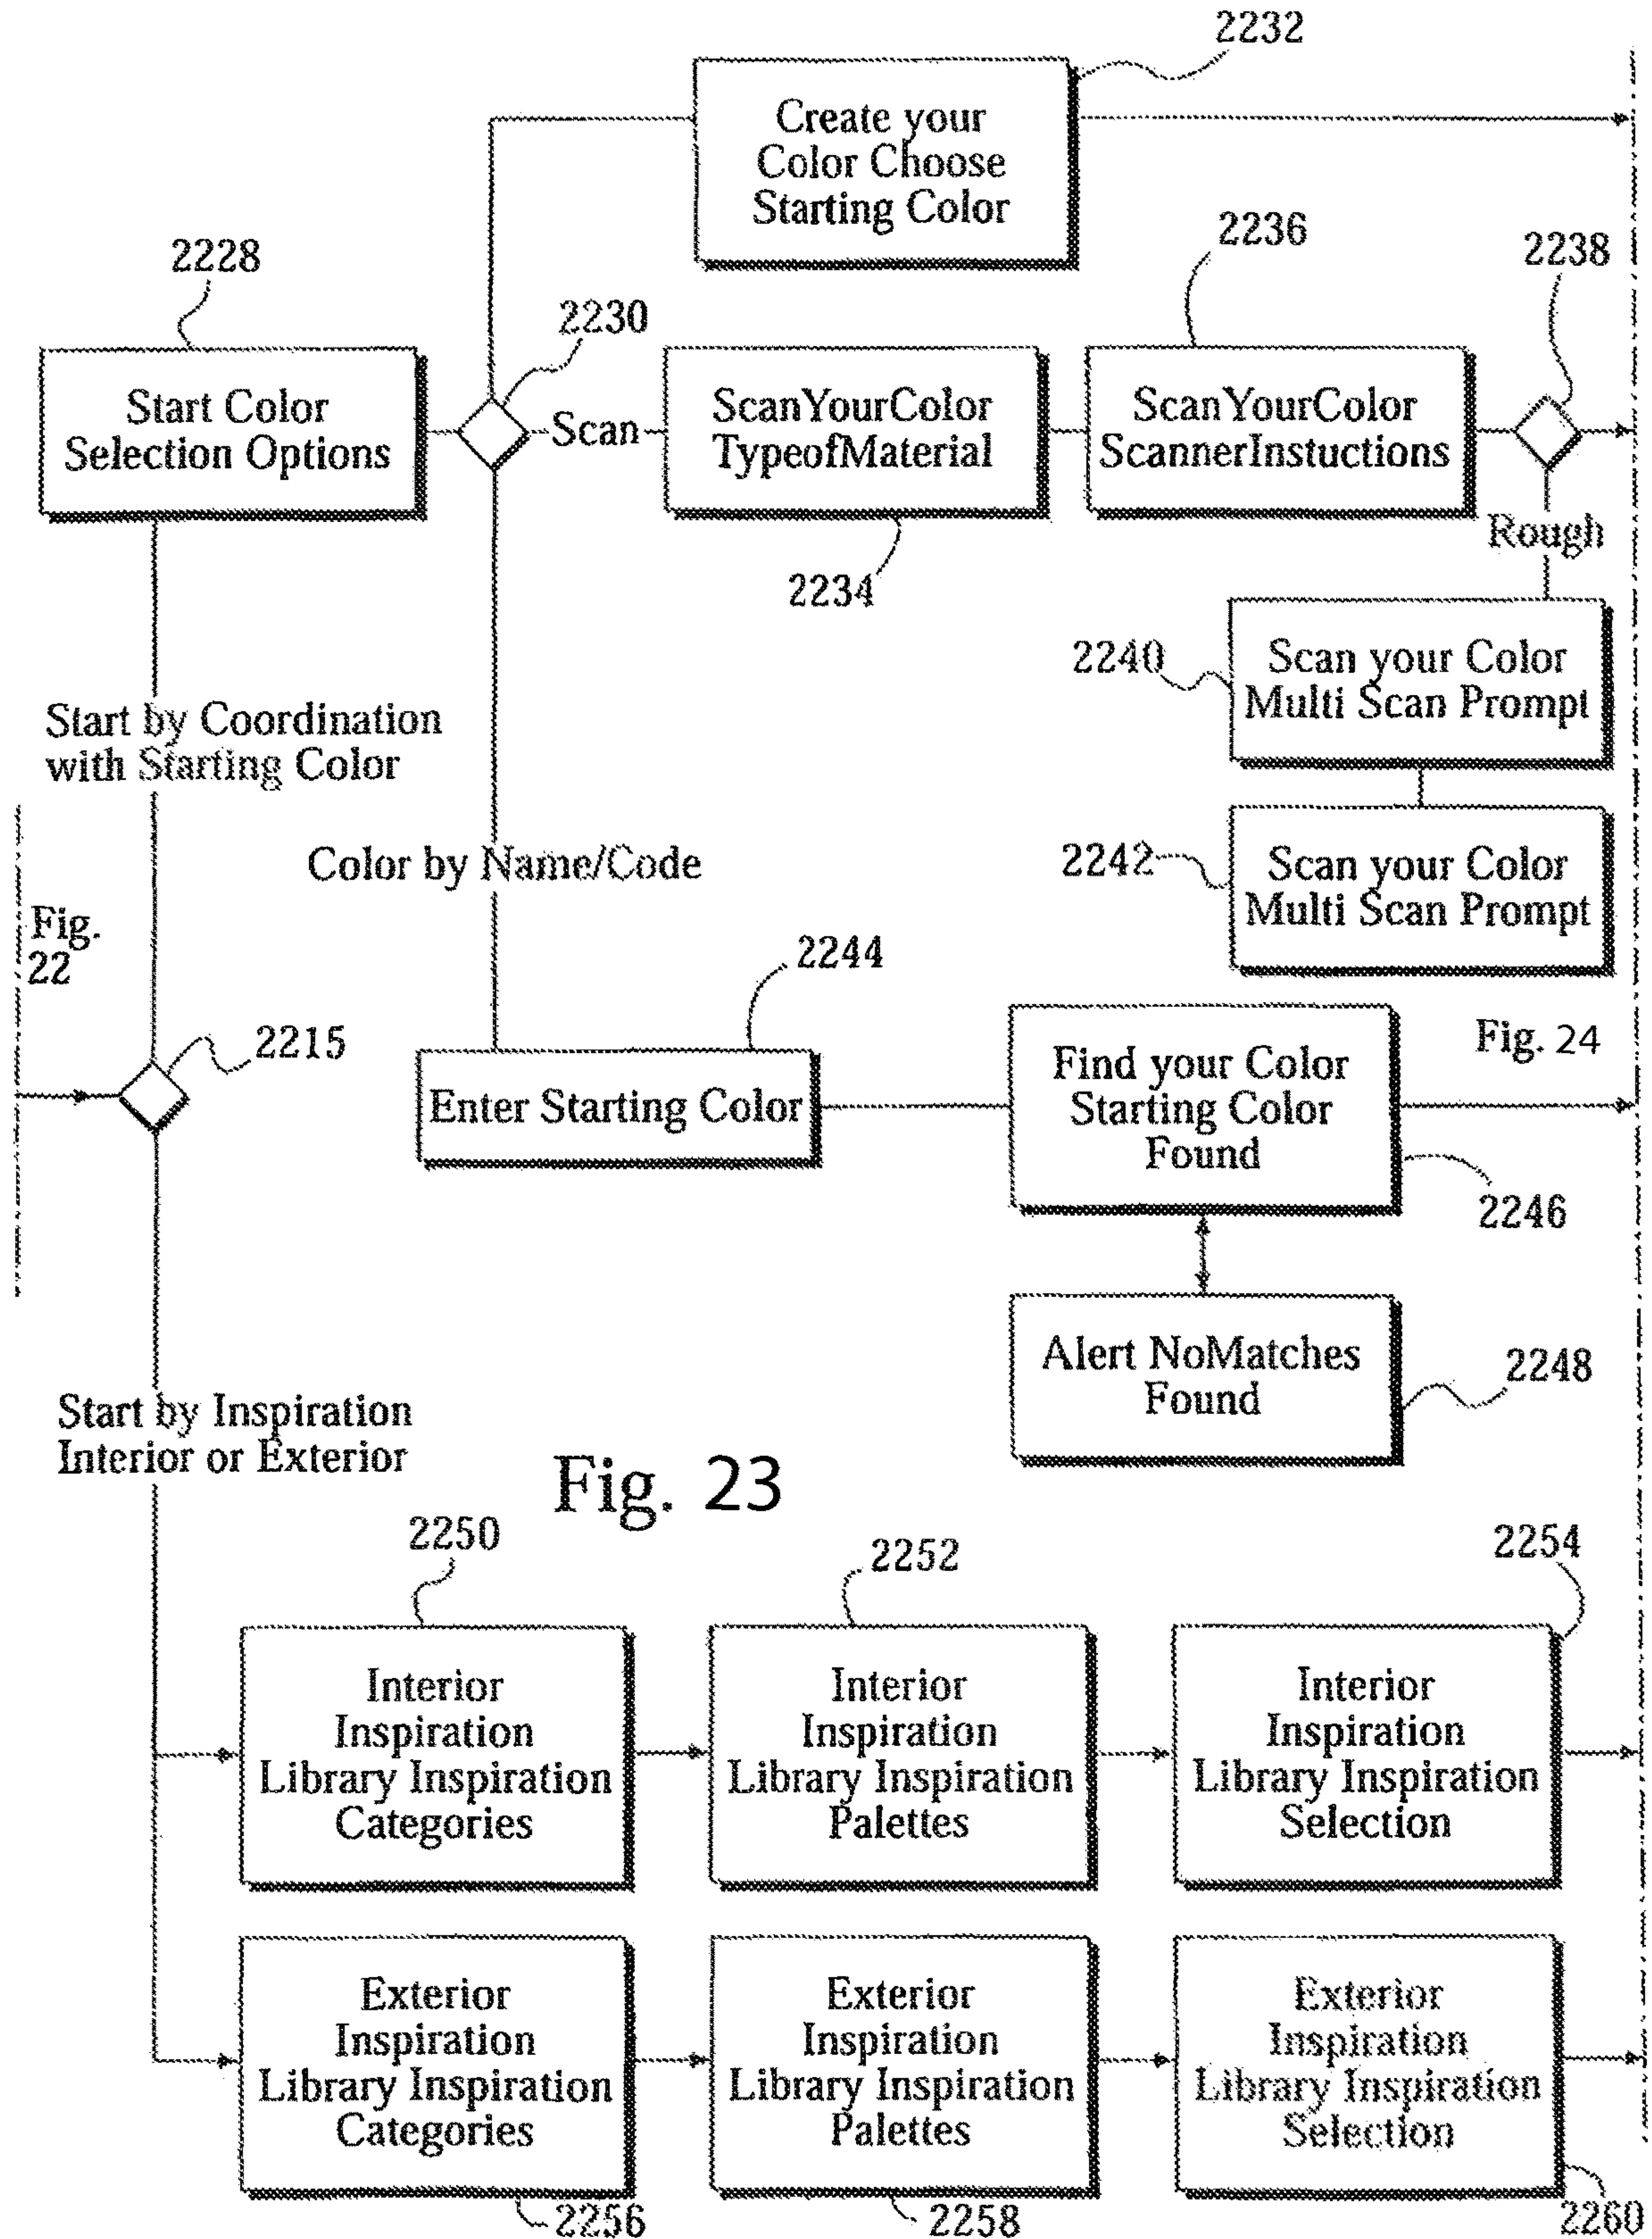 2232
Create your
Color Choose
Starting Color
2228
2230
2236
2238
Start Color
Selection Options
Scan
ScanYourColor
TypeofMaterial
ScanYourColor
ScannerInstuctions
2234
Rough
2240
Scan your Color
Multi Scan Prompt
Start by Coordination
with Starting Color
2242
Scan your Color
Multi Scan Prompt
Color by Name/Code
Fig.
22
2244
2215
Enter Starting Color
Find your Color
Starting Color
Found
Fig. 24
2246
Alert NoMatches
Found
2248
Start by Inspiration
Interior or Exterior
Fig. 23
2250
2252
2254
Interior
Inspiration
Library Inspiration
Categories
Interior
Inspiration
Library Inspiration
Palettes
Interior
Inspiration
Library Inspiration
Selection
Exterior
Inspiration
Library Inspiration
Categories
Exterior
Inspiration
Library Inspiration
Palettes
Exterior
Inspiration
Library Inspiration
Selection
2256
2258
2260